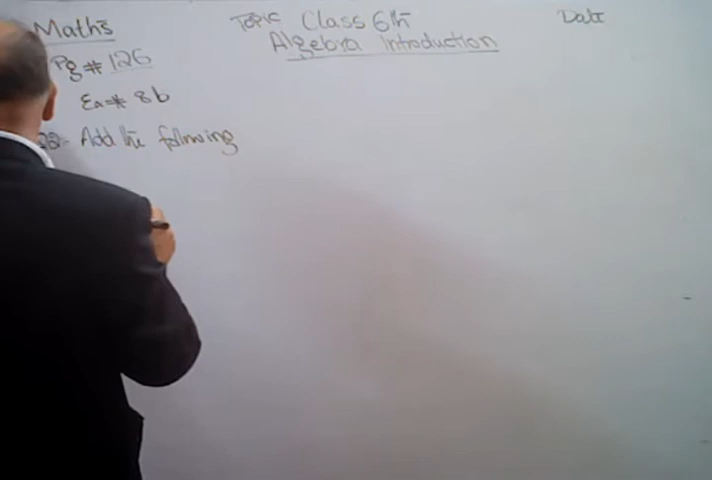 Maths Topic Class 6th Date
Algebra Introduction
Pg # 126
Ex # 8b
Add the following